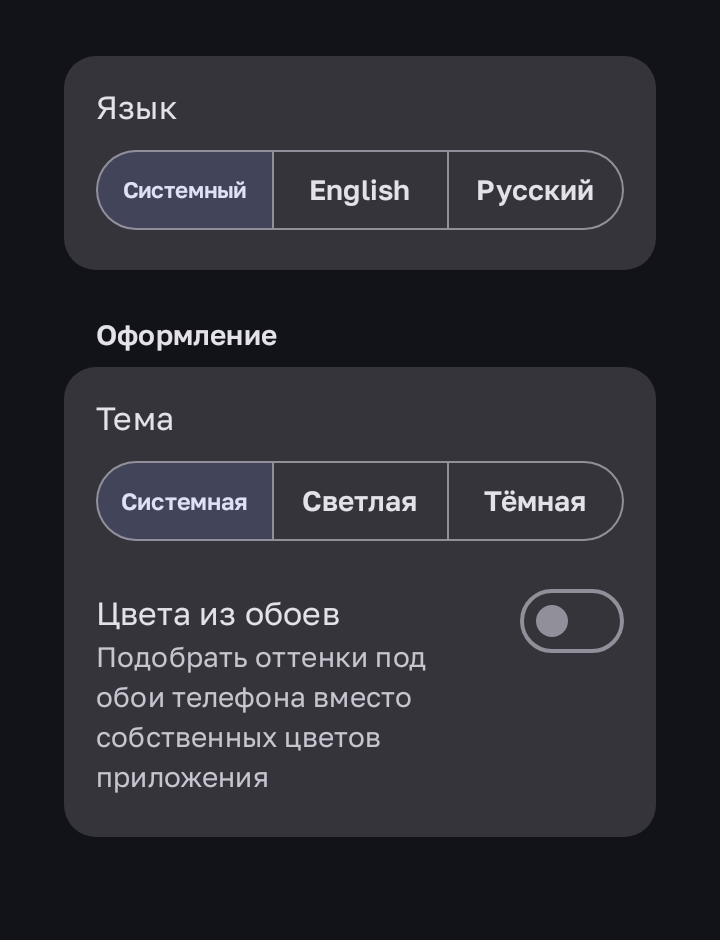 Язык
Системный English Русский
Оформление
Тема
Системная Светлая Тёмная
Цвета из обоев
Подобрать оттенки под
обои телефона вместо
собственных цветов
приложения